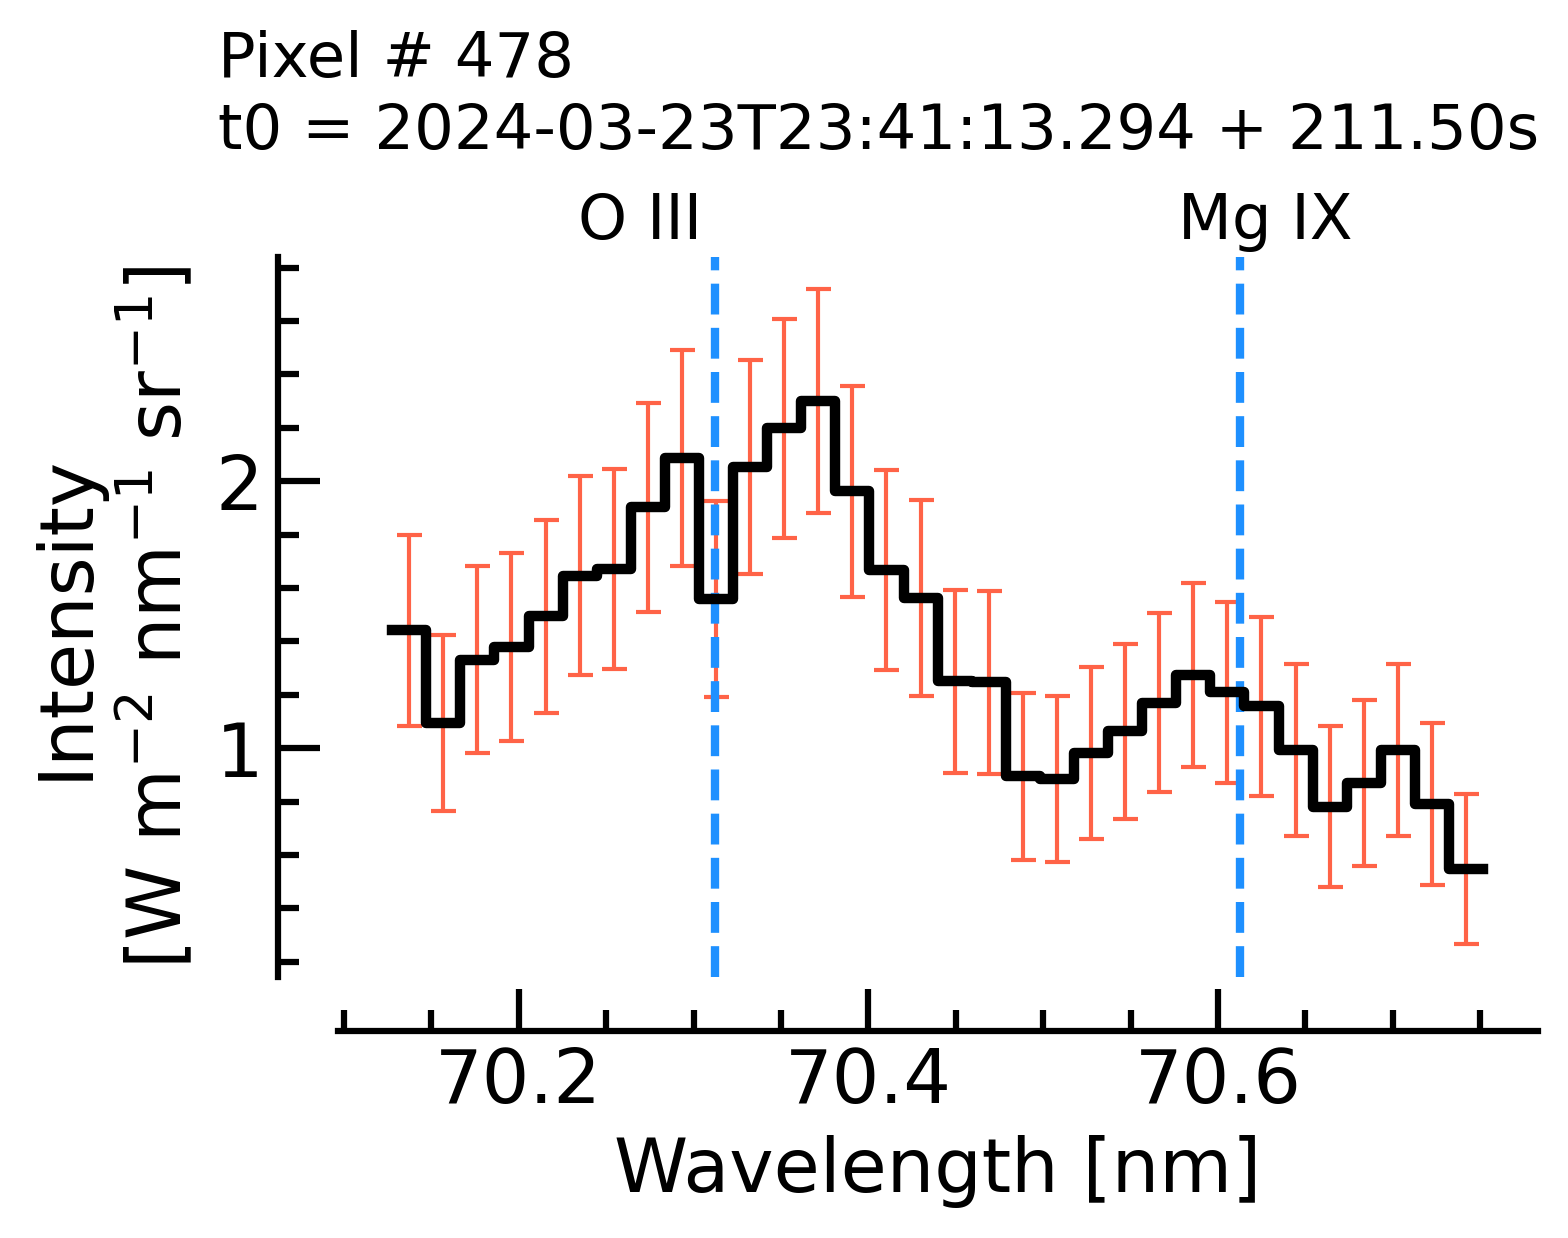 Pixel # 478
t0 = 2024-03-23T23:41:13.294 + 211.50s
O III
Mg IX
Intensity
[W m⁻² nm⁻¹ sr⁻¹]
2
1
70.2
70.4
70.6
Wavelength [nm]